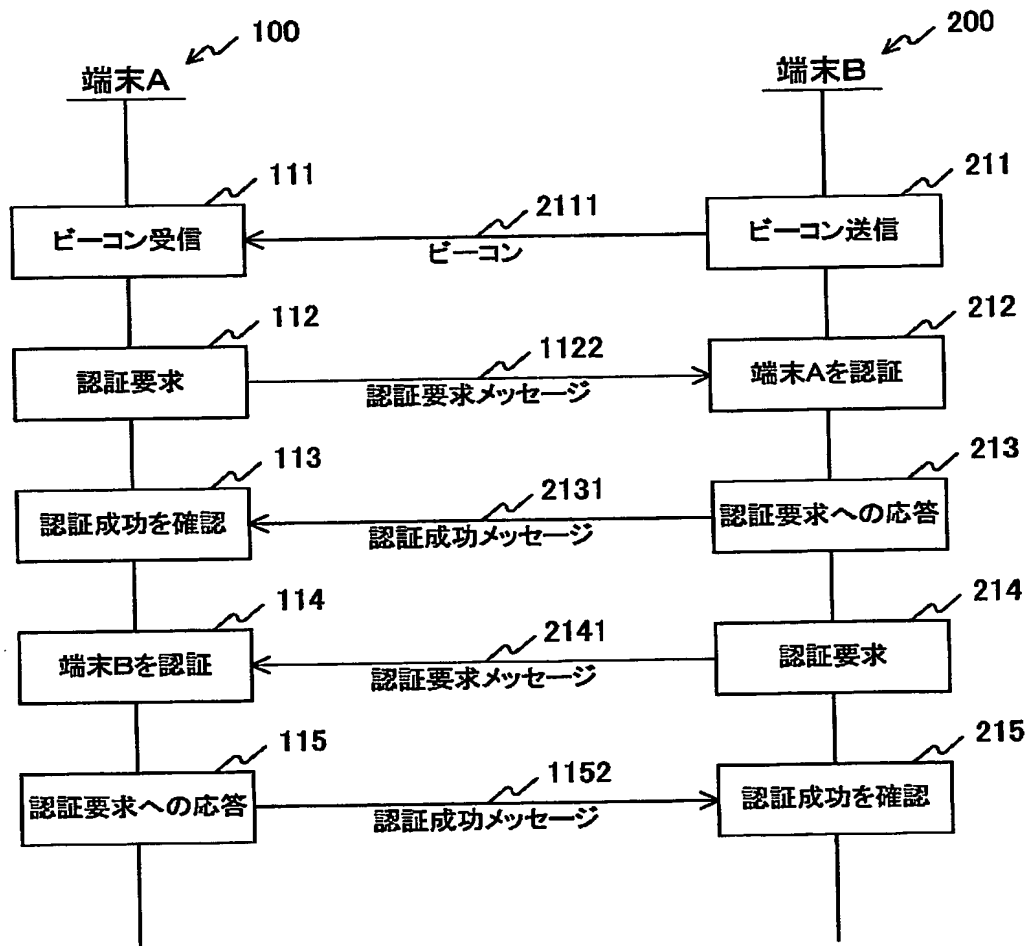 100
200
端末A
端末B
111
2111
211
ビーコン受信
ビーコン
ビーコン送信
112
1122
212
認証要求
認証要求メッセージ
端末Aを認証
113
2131
213
認証成功を確認
認証成功メッセージ
認証要求への応答
114
2141
214
端末Bを認証
認証要求メッセージ
認証要求
115
1152
215
認証要求への応答
認証成功メッセージ
認証成功を確認